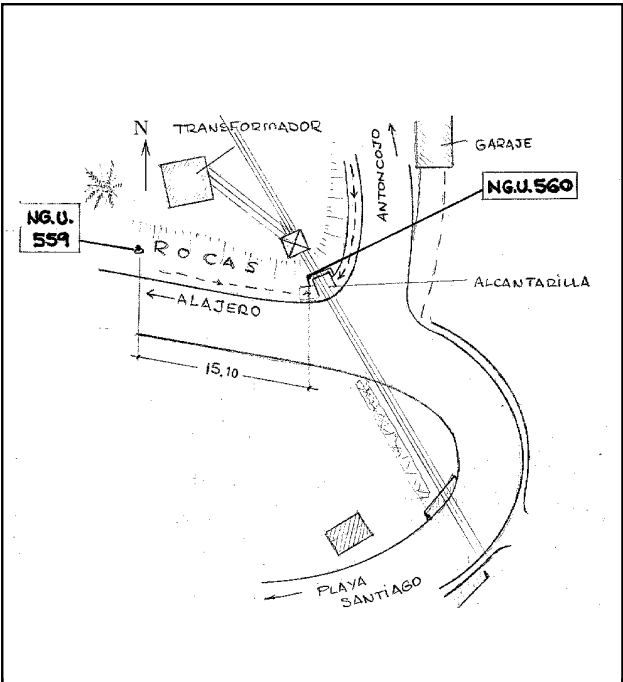 N
TRANSFORMADOR
ANTONCOJO
GARAJE
NG.U.560
NG.U.
559
ROCAS
ALCANTARILLA
ALAJERO
15,10
PLAYA
SANTIAGO